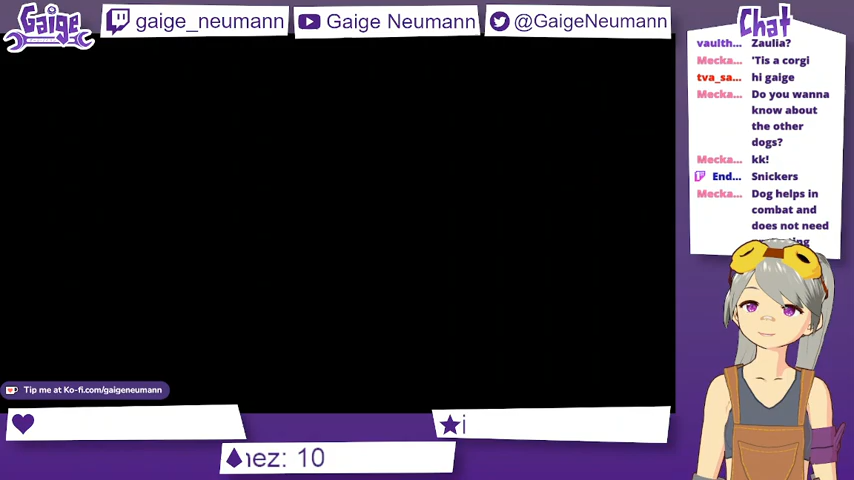 Gaige
gaige_neumann
Gaige Neumann
@GaigeNeumann
Chat
vaulth... Zaulia?
Mecka... 'Tis a corgi
tva_sa... hi gaige
Mecka... Do you wanna
know about
the other
dogs?
Mecka... kk!
End... Snickers
Mecka... Dog helps in
combat and
does not need
Tip me at Ko-fi.com/gaigeneumann
i
ez: 10